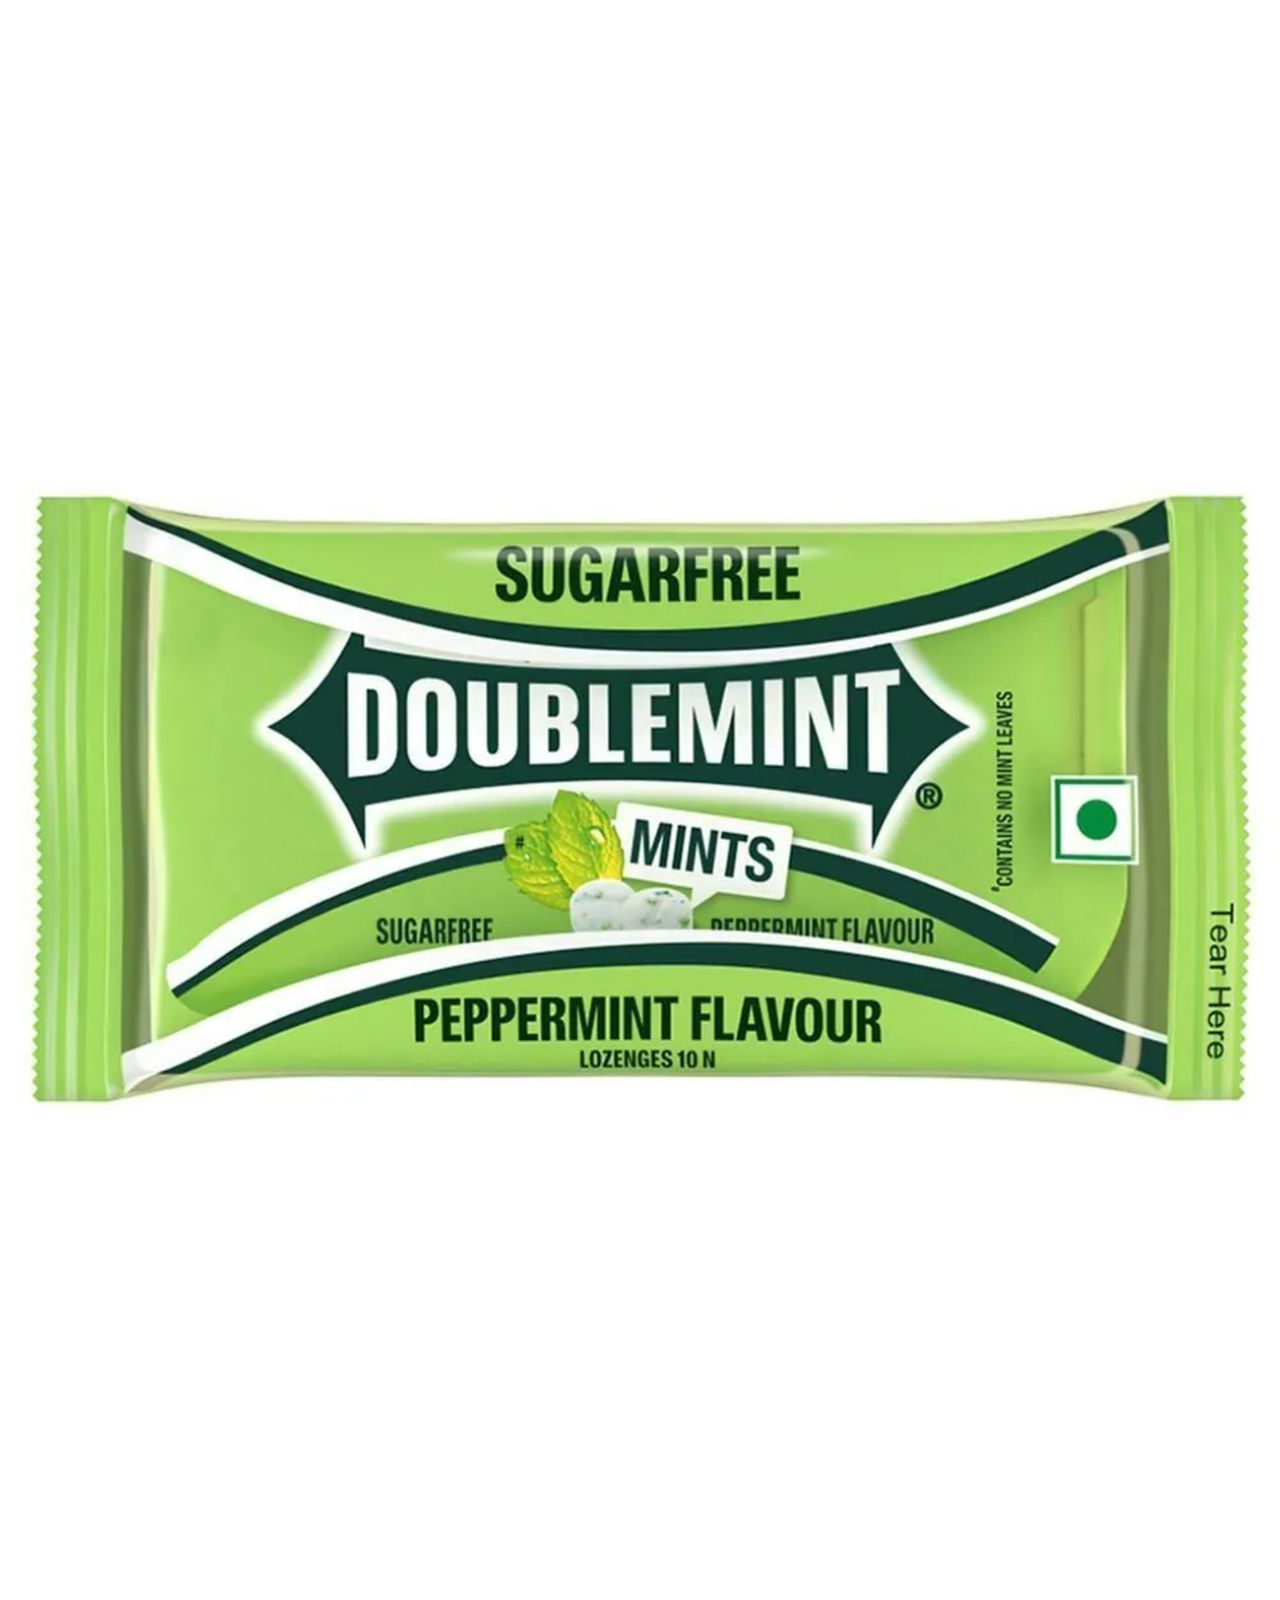 SUGARFREE
DOUBLEMINT
®
#
MINTS
SUGARFREE
PEPPERMINT FLAVOUR
#CONTAINS NO MINT LEAVES
PEPPERMINT FLAVOUR
LOZENGES 10 N
Tear Here